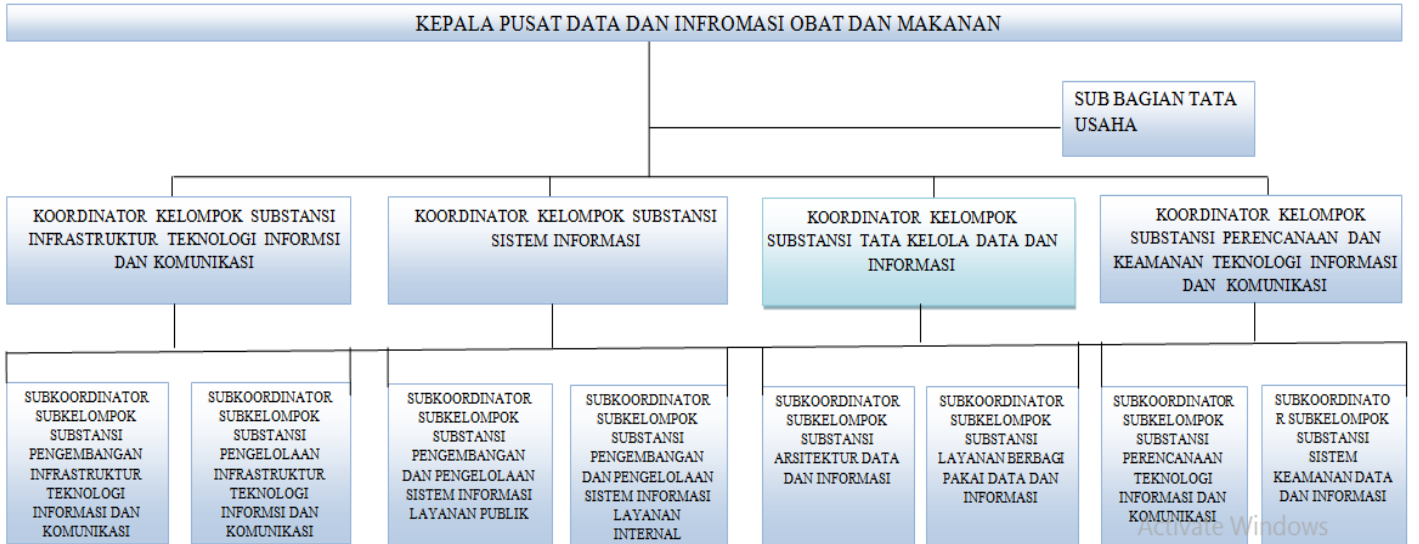 KEPALA PUSAT DATA DAN INFROMASI OBAT DAN MAKANAN
SUB BAGIAN TATA
USAHA
KOORDINATOR KELOMPOK SUBSTANSI
INFRASTRUKTUR TEKNOLOGI INFORMSI
DAN KOMUNIKASI
KOORDINATOR KELOMPOK SUBSTANSI
SISTEM INFORMASI
KOORDINATOR KELOMPOK
SUBSTANSI TATA KELOLA DATA DAN
INFORMASI
KOORDINATOR KELOMPOK
SUBSTANSI PERENCANAAN DAN
KEAMANAN TEKNOLOGI INFORMASI
DAN KOMUNIKASI
SUBKOORDINATOR
SUBKELOMPOK
SUBSTANSI
PENGEMBANGAN
INFRASTRUKTUR
TEKNOLOGI
INFORMASI DAN
KOMUNIKASI
SUBKOORDINATOR
SUBKELOMPOK
SUBSTANSI
PENGELOLAAN
INFRASTRUKTUR
TEKNOLOGI
INFORMSI DAN
KOMUNIKASI
SUBKOORDINATOR
SUBKELOMPOK
SUBSTANSI
PENGEMBANGAN
DAN PENGELOLAAN
SISTEM INFORMASI
LAYANAN PUBLIK
SUBKOORDINATOR
SUBKELOMPOK
SUBSTANSI
PENGEMBANGAN
DAN PENGELOLAAN
SISTEM INFORMASI
LAYANAN
INTERNAL
SUBKOORDINATOR
SUBKELOMPOK
SUBSTANSI
ARSITEKTUR DATA
DAN INFORMASI
SUBKOORDINATOR
SUBKELOMPOK
SUBSTANSI
LAYANAN BERBAGI
PAKAI DATA DAN
INFORMASI
SUBKOORDINATOR
SUBKELOMPOK
SUBSTANSI
PERENCANAAN
TEKNOLOGI
INFORMASI DAN
KOMUNIKASI
SUBKOORDINATO
R SUBKELOMPOK
SUBSTANSI
SISTEM
KEAMANAN DATA
DAN INFORMASI
Activate Windows